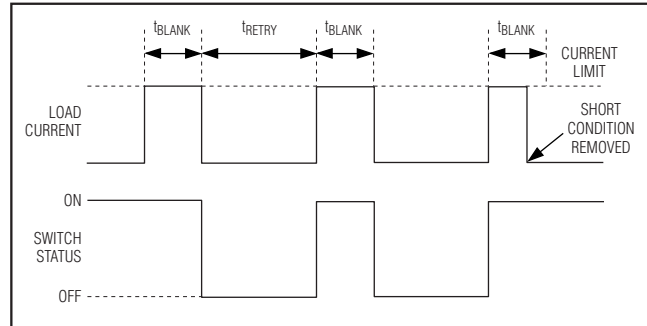 tBLANK
tRETRY
tBLANK
tBLANK
CURRENT
LIMIT
LOAD
CURRENT
SHORT
CONDITION
REMOVED
ON
SWITCH
STATUS
OFF